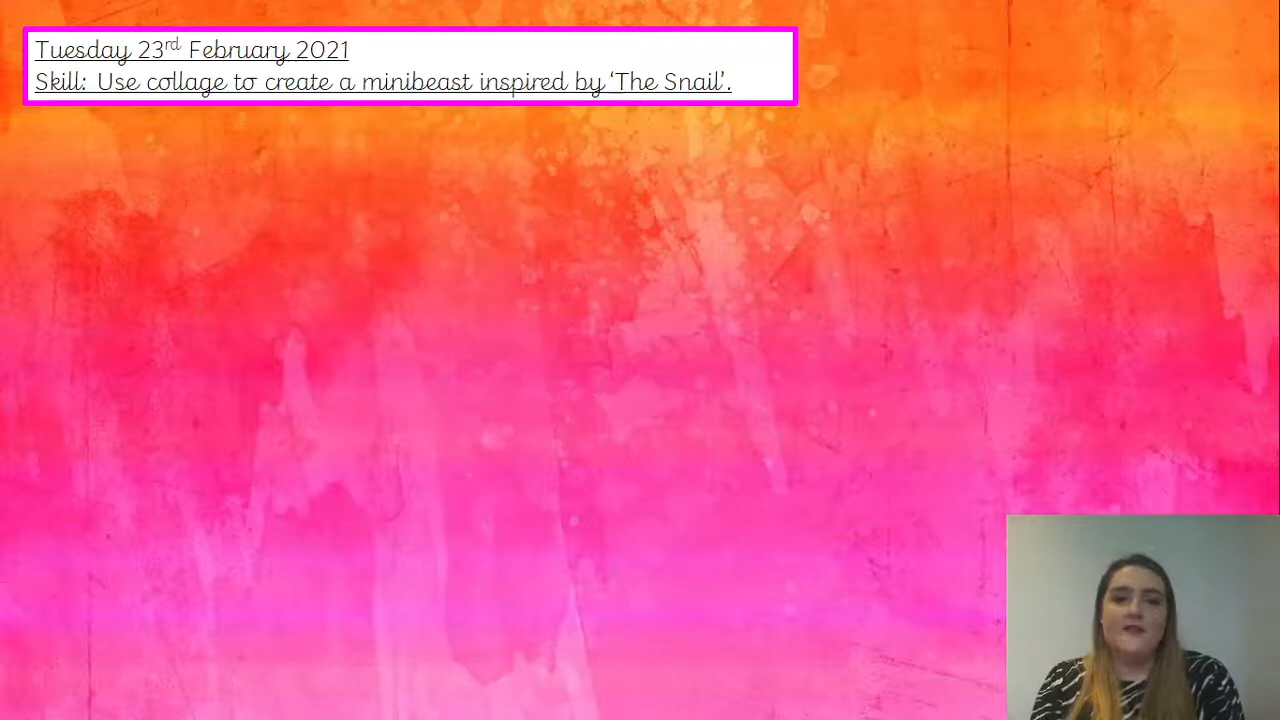 Tuesday 23rd February 2021
Skill: Use collage to create a minibeast inspired by ‘The Snail’.